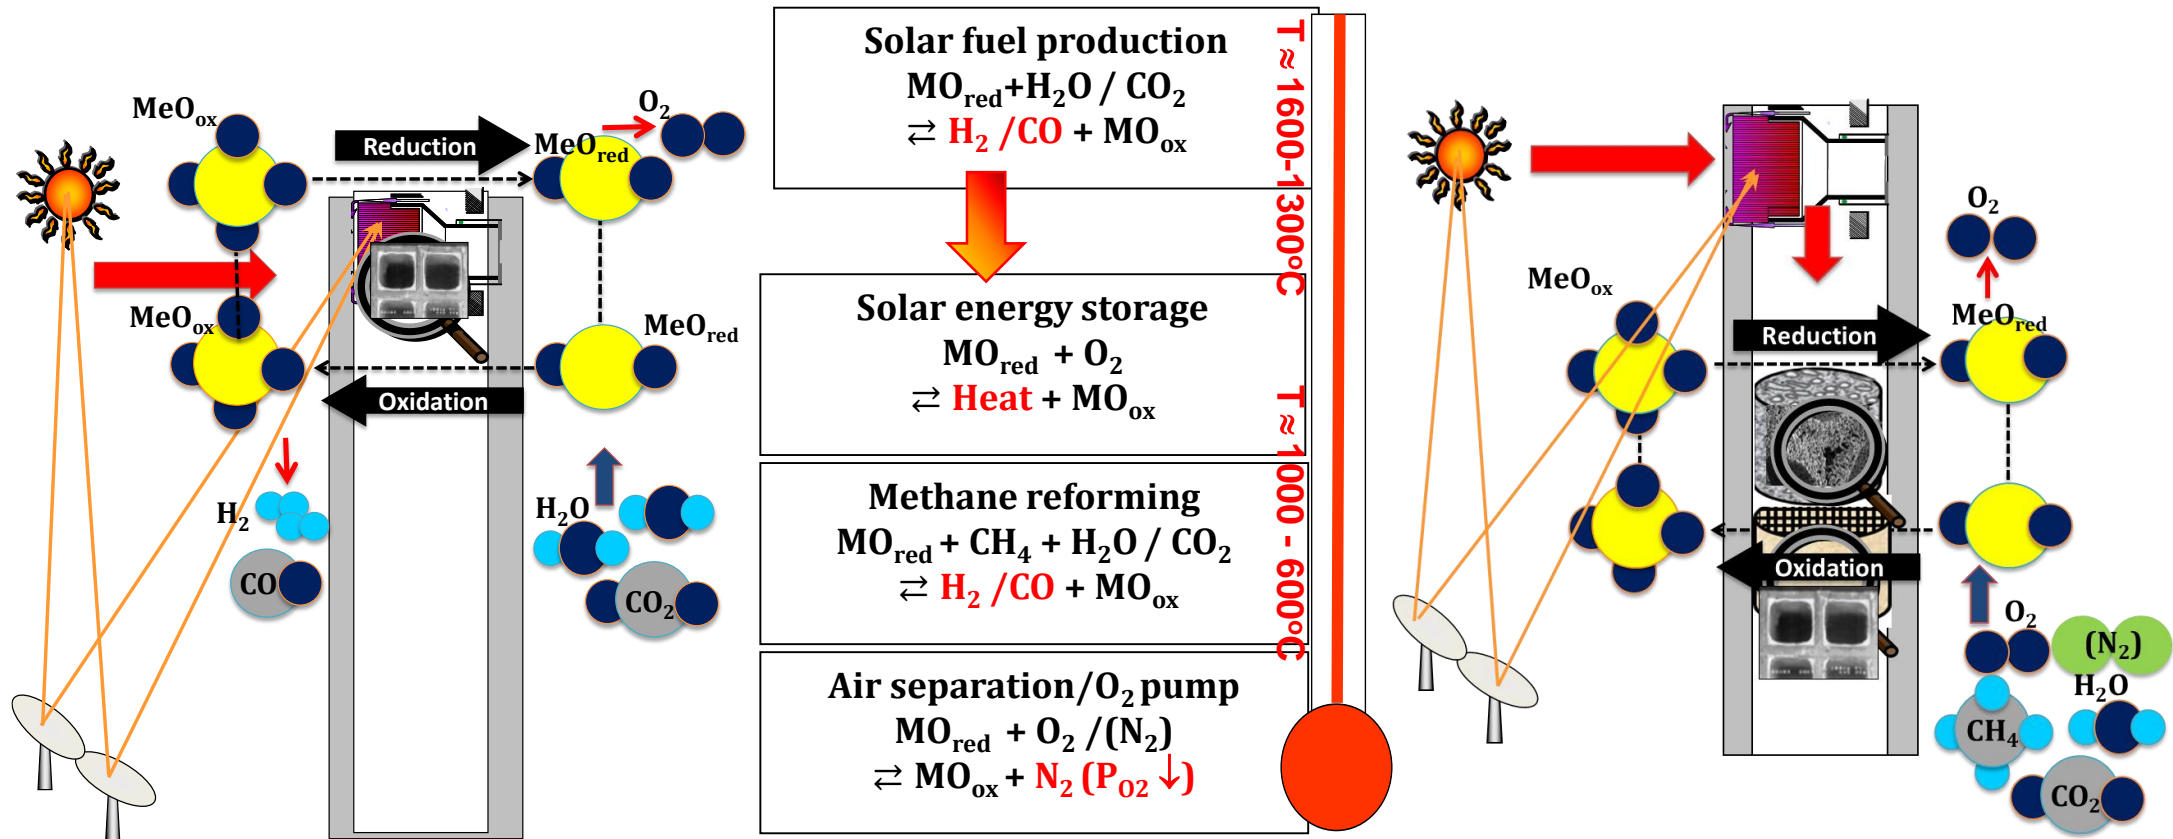 MeOox
Reduction
MeOred
O2
MeOox
MeOred
Oxidation
H2
CO
H2O
CO2
Solar fuel production
MOred+H2O / CO2
⇄ H2 /CO + MOox
Solar energy storage
MOred + O2
⇄ Heat + MOox
Methane reforming
MOred + CH4 + H2O / CO2
⇄ H2 /CO + MOox
Air separation/O2 pump
MOred + O2 /(N2)
⇄ MOox + N2 (PO2 ↓)
T ≈ 1600-1300°C
T ≈ 1000 - 600°C
O2
MeOox
MeOred
Reduction
Oxidation
O2
(N2)
H2O
CH4
CO2